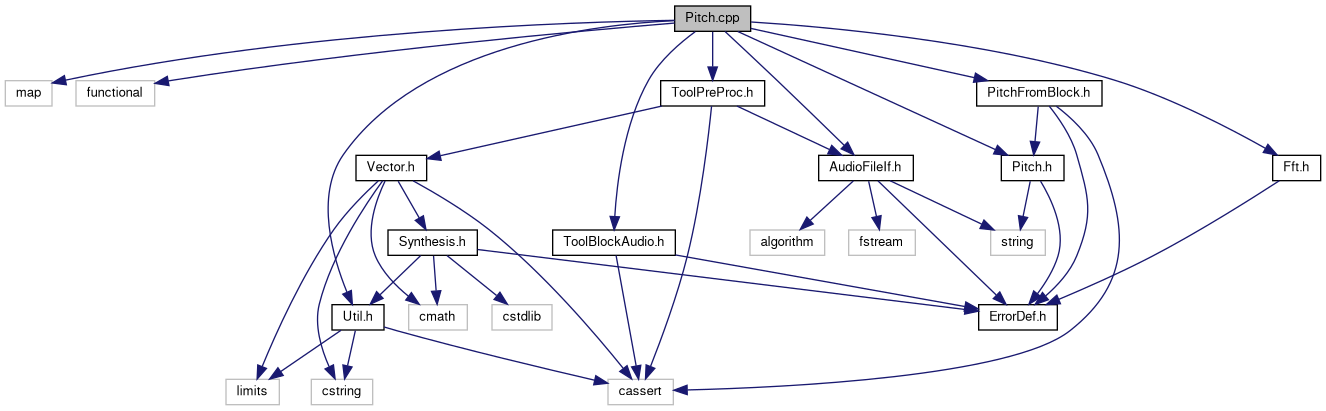 Pitch.cpp
map
functional
ToolPreProc.h
PitchFromBlock.h
Vector.h
AudioFileIf.h
Pitch.h
Fft.h
Synthesis.h
ToolBlockAudio.h
algorithm
fstream
string
Util.h
cmath
cstdlib
ErrorDef.h
limits
cstring
cassert